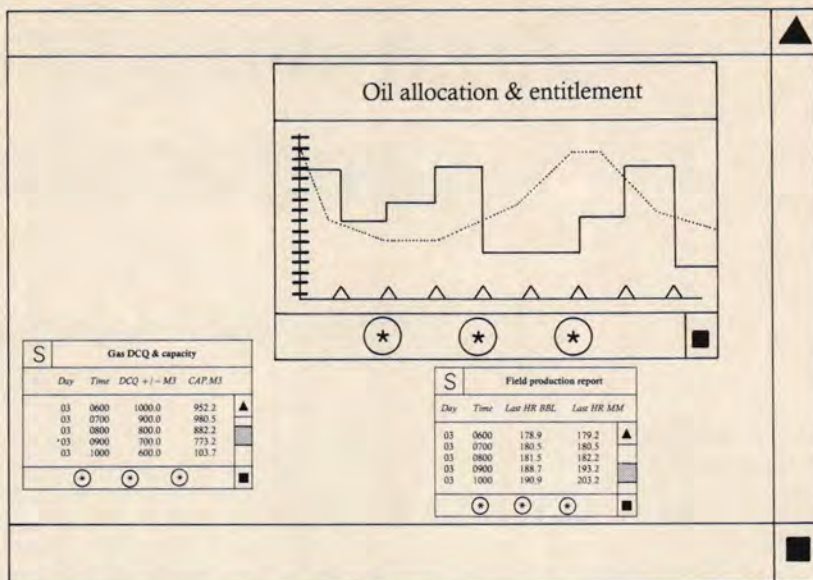 Oil allocation & entitlement
S Gas DCQ & capacity
Day Time DCQ +/− M3 CAP.M3
03 0600 1000.0 952.2
03 0700 900.0 980.5
03 0800 800.0 882.2
*03 0900 700.0 773.2
03 1000 600.0 103.7
S Field production report
Day Time Last HR BBL Last HR MM
03 0600 178.9 179.2
03 0700 180.5 180.5
03 0800 181.5 182.2
03 0900 188.7 193.2
03 1000 190.9 203.2